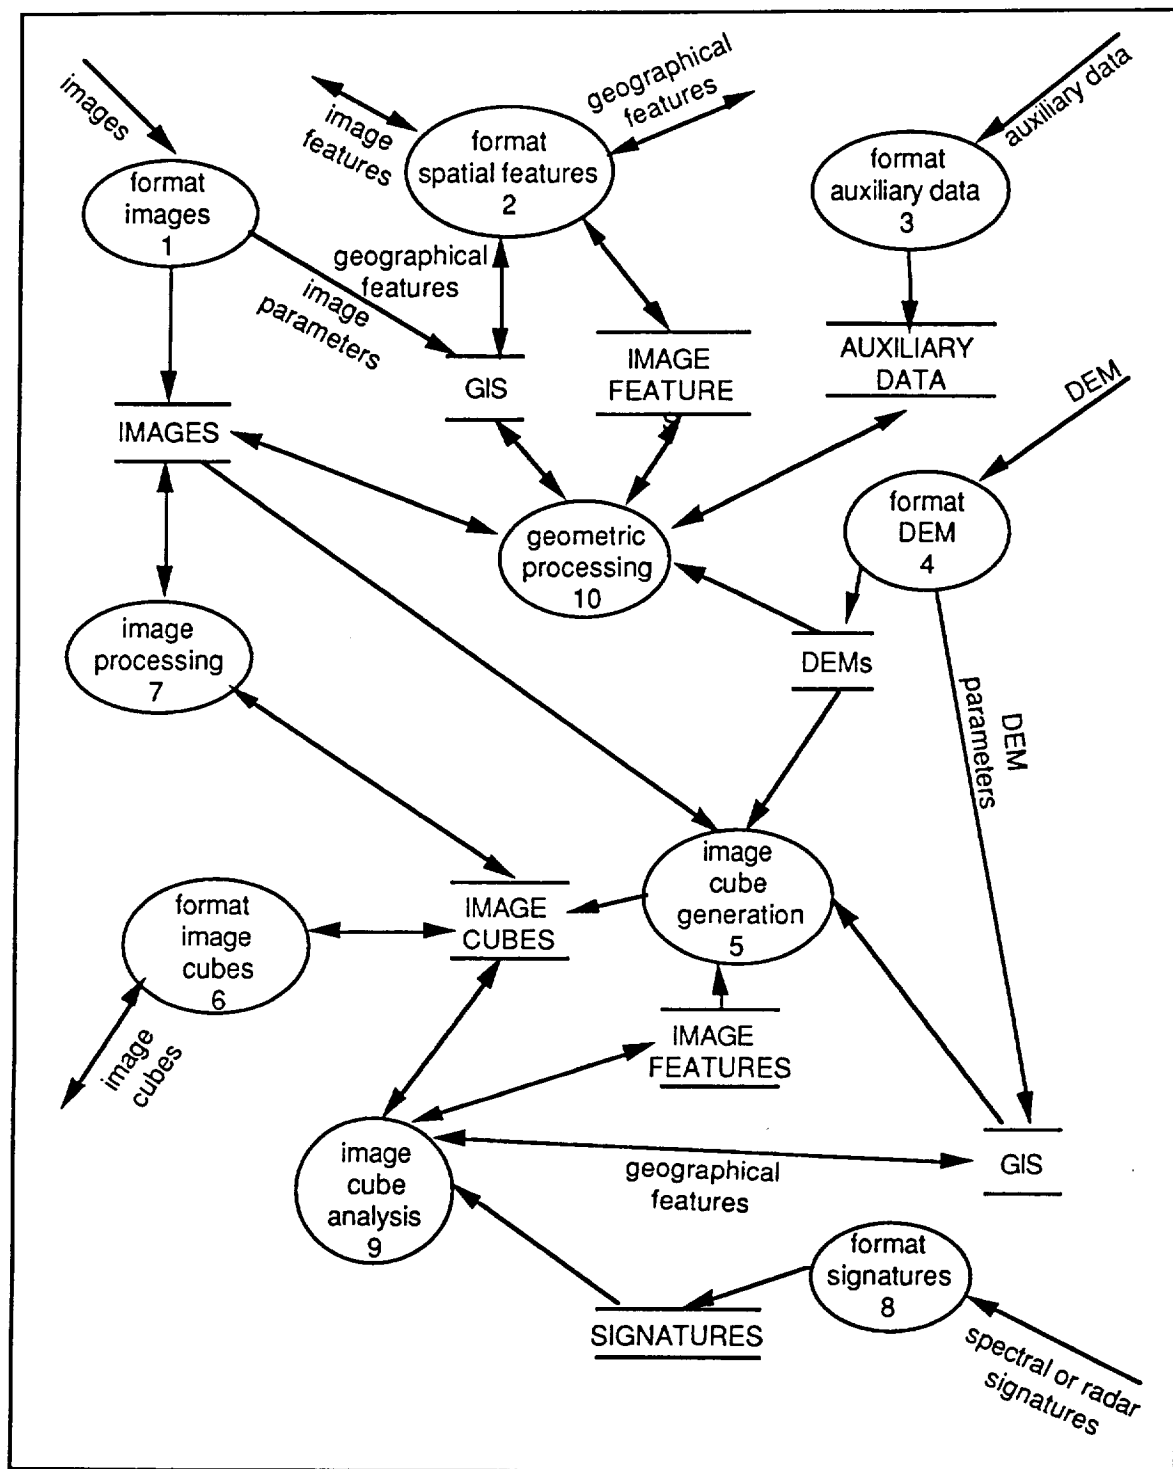 images
format
images
1
image
features
format
spatial features
2
geographical
features
auxiliary data
format
auxiliary data
3
geographical
features
image
parameters
GIS
IMAGE
FEATURE
AUXILIARY
DATA
DEM
IMAGES
format
DEM
4
geometric
processing
10
image
processing
7
DEMs
DEM
parameters
image
cube
generation
5
format
image
cubes
6
IMAGE
CUBES
image
cubes
IMAGE
FEATURES
image
cube
analysis
9
geographical
features
GIS
format
signatures
8
SIGNATURES
spectral or radar
signatures